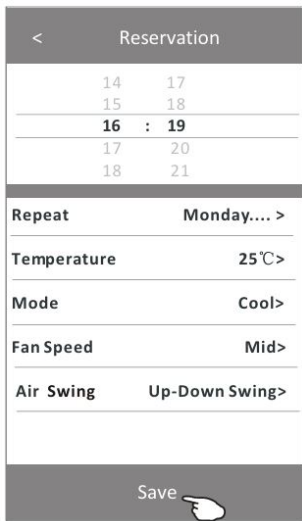 < Reservation
14 17
15 18
16 : 19
17 20
18 21
Repeat Monday.... >
Temperature 25℃>
Mode Cool>
Fan Speed Mid>
Air Swing Up-Down Swing>
Save